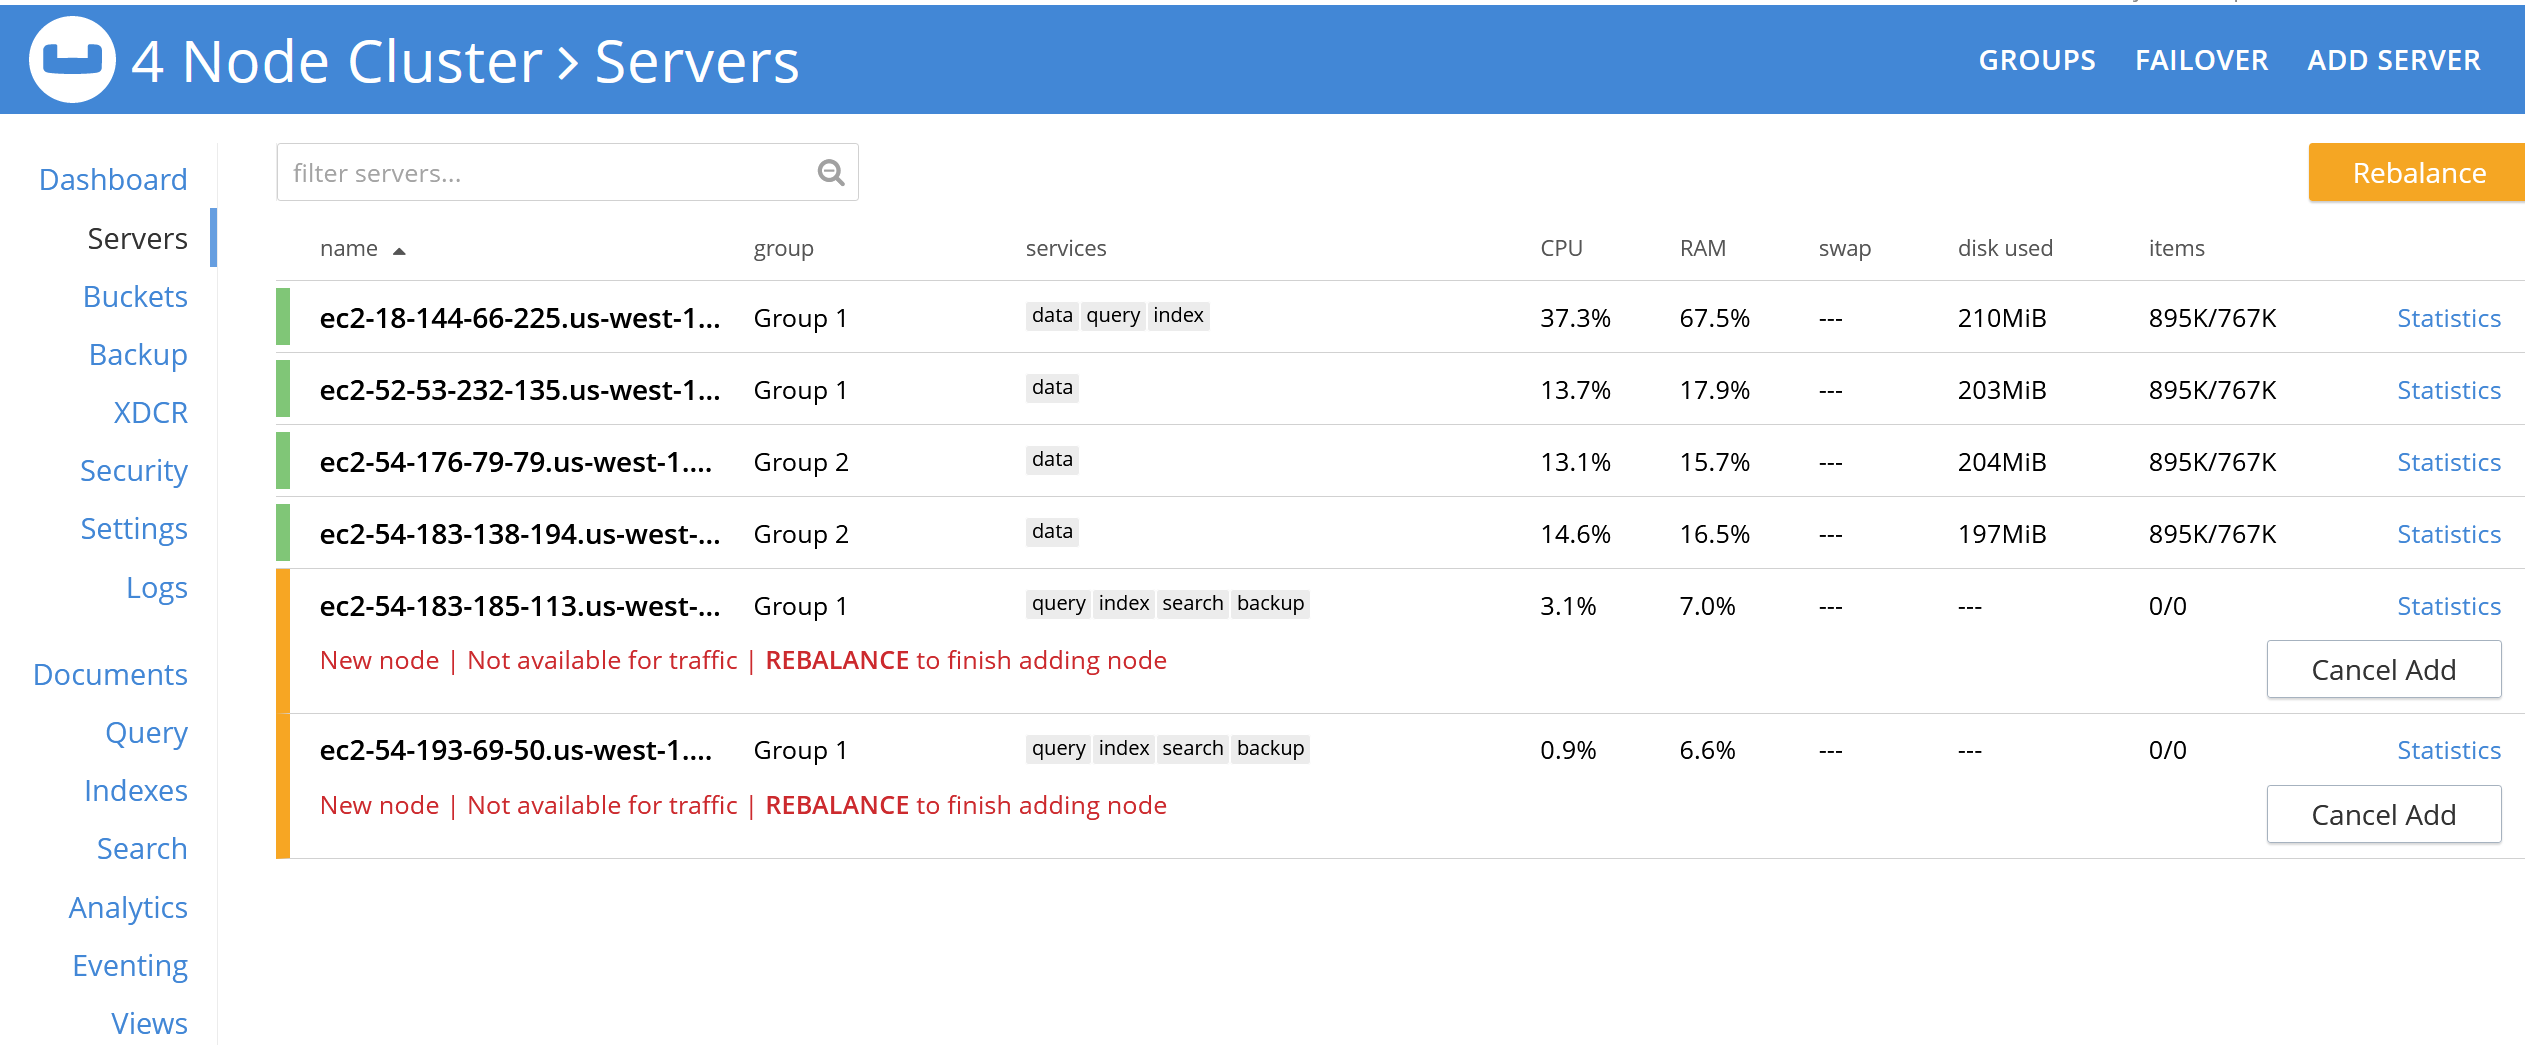 4 Node Cluster > Servers
GROUPS FAILOVER ADD SERVER
Dashboard
Servers
Buckets
Backup
XDCR
Security
Settings
Logs
Documents
Query
Indexes
Search
Analytics
Eventing
Views
filter servers...
Rebalance
name group services CPU RAM swap disk used items
ec2-18-144-66-225.us-west-1... Group 1 data query index 37.3% 67.5% --- 210MiB 895K/767K Statistics
ec2-52-53-232-135.us-west-1... Group 1 data 13.7% 17.9% --- 203MiB 895K/767K Statistics
ec2-54-176-79-79.us-west-1.... Group 2 data 13.1% 15.7% --- 204MiB 895K/767K Statistics
ec2-54-183-138-194.us-west-... Group 2 data 14.6% 16.5% --- 197MiB 895K/767K Statistics
ec2-54-183-185-113.us-west-... Group 1 query index search backup 3.1% 7.0% --- --- 0/0 Statistics
New node | Not available for traffic | REBALANCE to finish adding node
Cancel Add
ec2-54-193-69-50.us-west-1.... Group 1 query index search backup 0.9% 6.6% --- --- 0/0 Statistics
New node | Not available for traffic | REBALANCE to finish adding node
Cancel Add